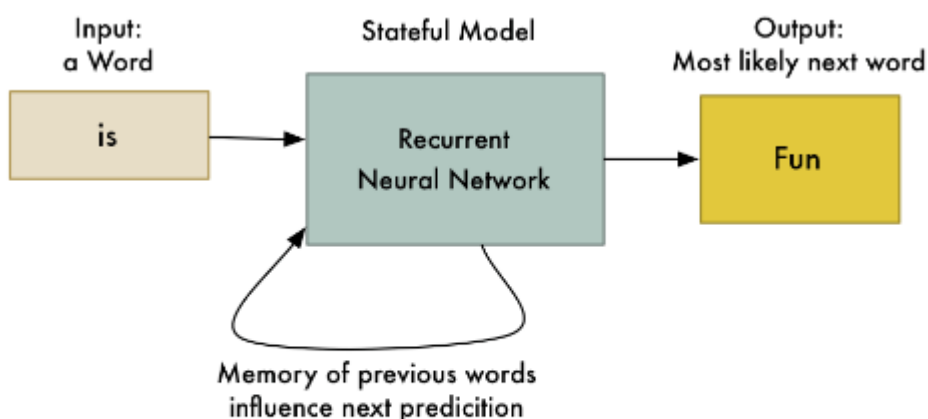 Input:
a Word
Stateful Model
Output:
Most likely next word
is
Recurrent
Neural Network
Fun
Memory of previous words
influence next predicition